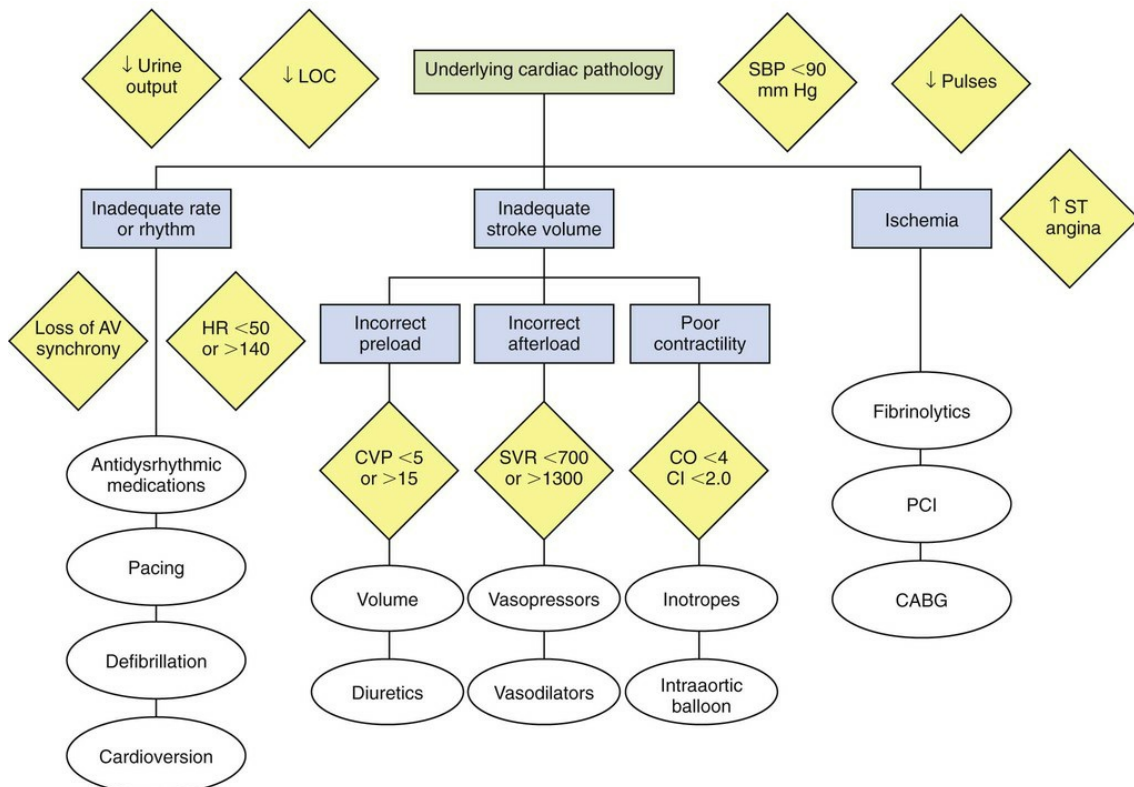 ↓ Urine
output
↓ LOC
Underlying cardiac pathology
SBP <90
mm Hg
↓ Pulses
Inadequate rate
or rhythm
Inadequate
stroke volume
Ischemia
↑ ST
angina
Loss of AV
synchrony
HR <50
or >140
Incorrect
preload
Incorrect
afterload
Poor
contractility
CVP <5
or >15
SVR <700
or >1300
CO <4
CI <2.0
Fibrinolytics
Antidysrhythmic
medications
PCI
Pacing
Volume
Vasopressors
Inotropes
CABG
Defibrillation
Diuretics
Vasodilators
Intraaortic
balloon
Cardioversion